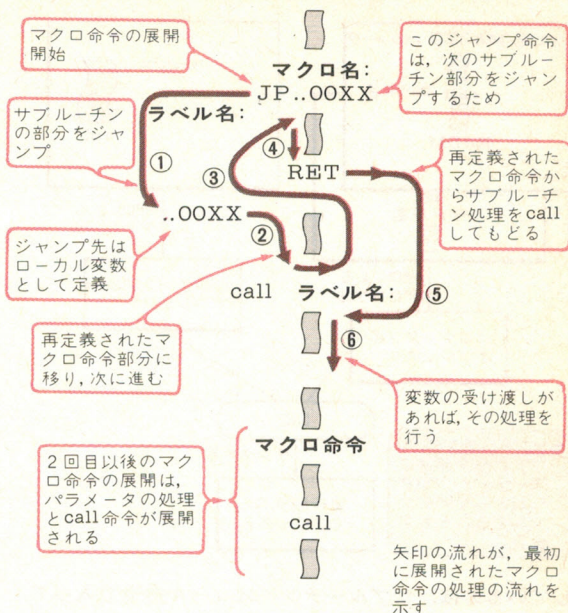 マクロ命令の展開
開始
マクロ名：
JP..00XX
このジャンプ命令
は，次のサブルー
チン部分をジャン
プするため
サブルーチン
の部分をジャ
ンプ
ラベル名：
①
③
④
RET
再定義された
マクロ命令か
らサブルーチ
ン処理をcall
してもどる
..00XX
②
ジャンプ先は
ローカル変数
として定義
call
ラベル名：
⑤
再定義されたマ
クロ命令部分に
移り，次に進む
⑥
変数の受け渡しが
あれば，その処理を
行う
マクロ命令
2回目以後のマク
ロ命令の展開は，
パラメータの処理
とcall命令が展開
される
call
矢印の流れが，最初
に展開されたマクロ
命令の処理の流れを
示す